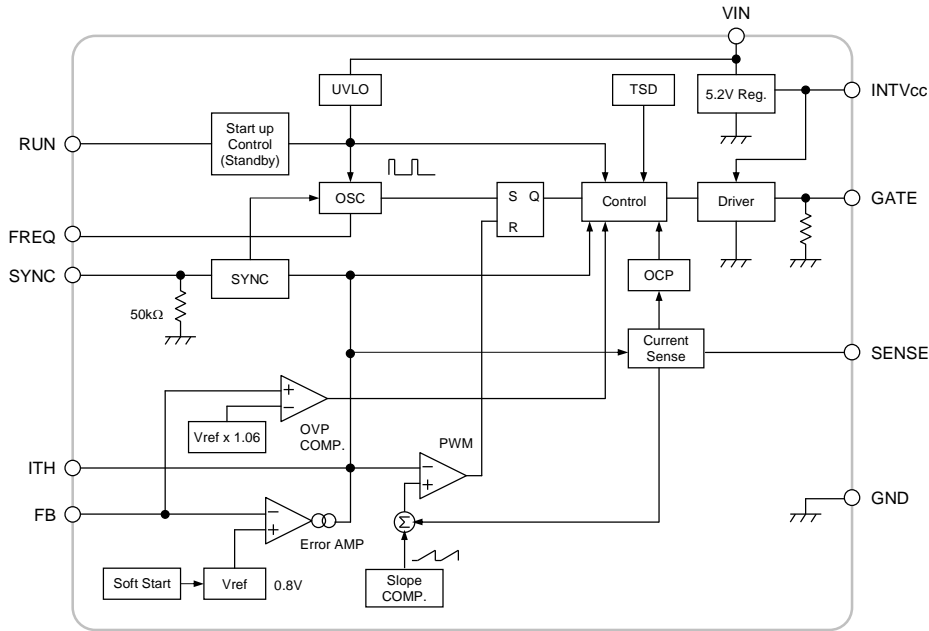 VIN
UVLO
TSD
5.2V Reg.
INTVcc
Start up
Control
(Standby)
RUN
OSC
S Q
R
Control
Driver
GATE
FREQ
SYNC
SYNC
OCP
50kΩ
Current
Sense
SENSE
Vref x 1.06
+
−
OVP
COMP.
PWM
ITH
−
+
FB
−
+
Error AMP
Σ
GND
Soft Start
Vref
0.8V
Slope
COMP.